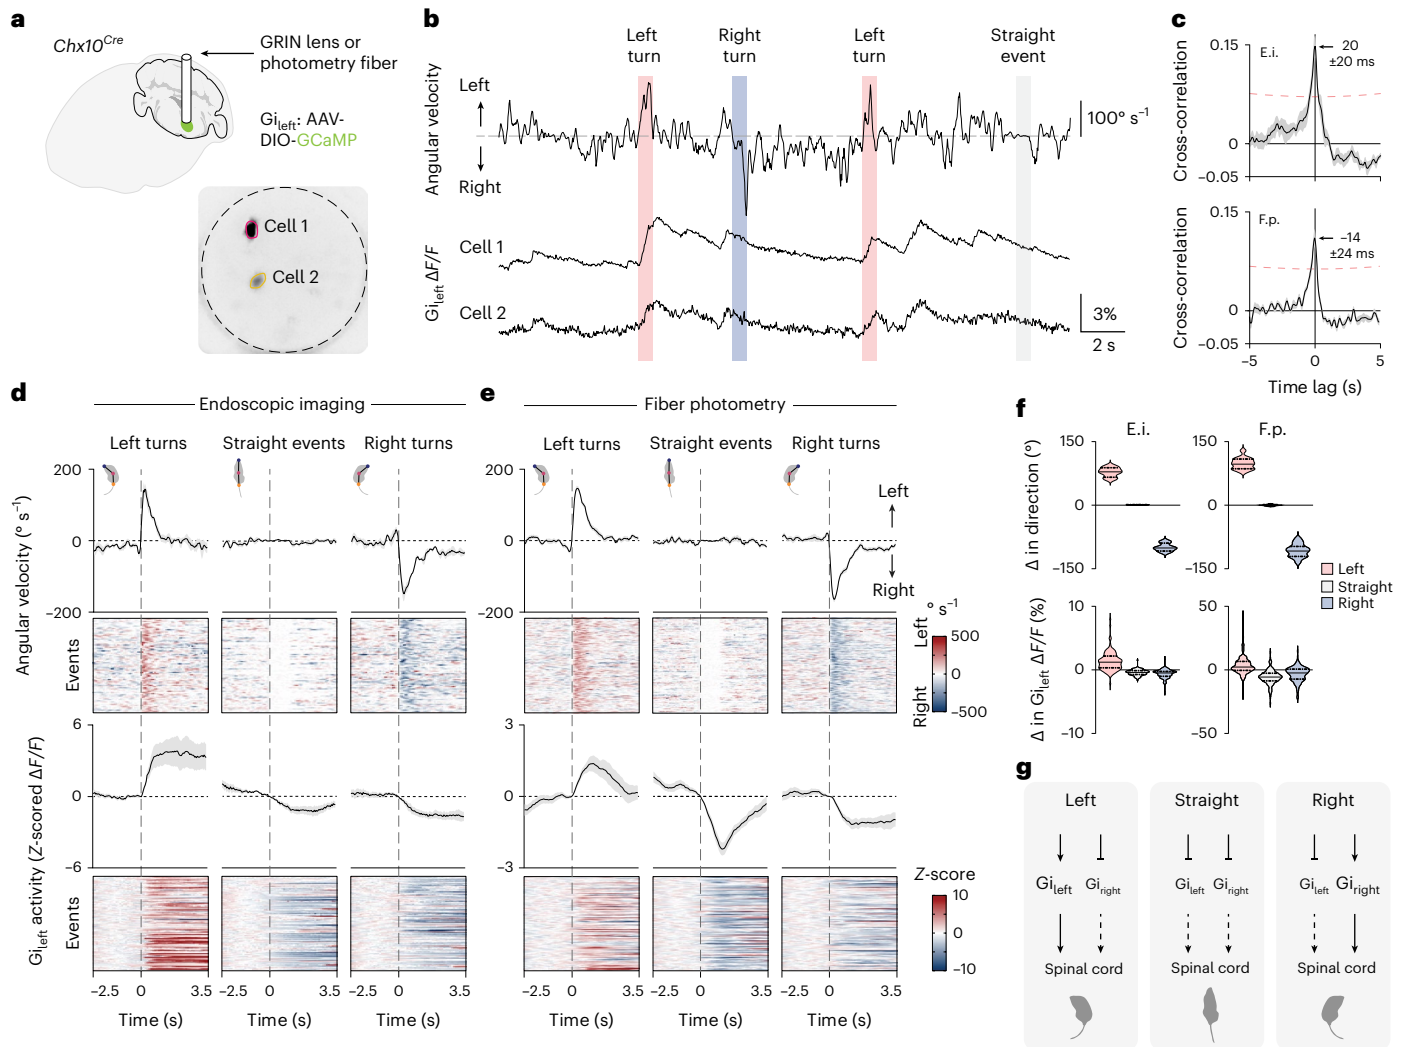 a
Chx10Cre
GRIN lens or
photometry fiber
Gileft: AAV-
DIO-GCaMP
Cell 1
Cell 2
b
Left
turn
Right
turn
Left
turn
Straight
event
Angular velocity
Left
Right
100° s−1
Gileft ΔF/F
Cell 1
Cell 2
3%
2 s
c
Cross-correlation
0.15
0
−0.05
E.i.
20
±20 ms
Cross-correlation
0.15
0
−0.05
F.p.
−14
±24 ms
−5 0 5
Time lag (s)
d
Endoscopic imaging
Left turns Straight events Right turns
Angular velocity (° s−1)
200
0
−200
Events
Gileft activity (Z-scored ΔF/F)
6
0
−6
Events
−2.5 0 3.5 −2.5 0 3.5 −2.5 0 3.5
Time (s) Time (s) Time (s)
e
Fiber photometry
Left turns Straight events Right turns
200
0
−200
Left
Right
° s−1
Left
Right
500
0
−500
3
0
−3
Z-score
10
0
−10
−2.5 0 3.5 −2.5 0 3.5 −2.5 0 3.5
Time (s) Time (s) Time (s)
f
E.i. F.p.
Δ in direction (°)
150 150
0 0
−150 −150
Left
Straight
Right
Δ in Gileft ΔF/F (%)
10 50
0 0
−10 −50
g
Left Straight Right
Gileft Giright Gileft Giright Gileft Giright
Spinal cord Spinal cord Spinal cord